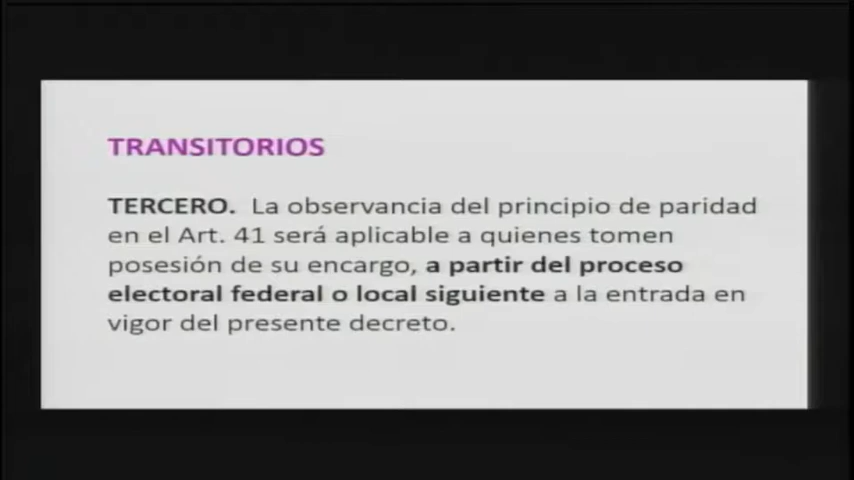 TRANSITORIOS
TERCERO. La observancia del principio de paridad
en el Art. 41 será aplicable a quienes tomen
posesión de su encargo, a partir del proceso
electoral federal o local siguiente a la entrada en
vigor del presente decreto.